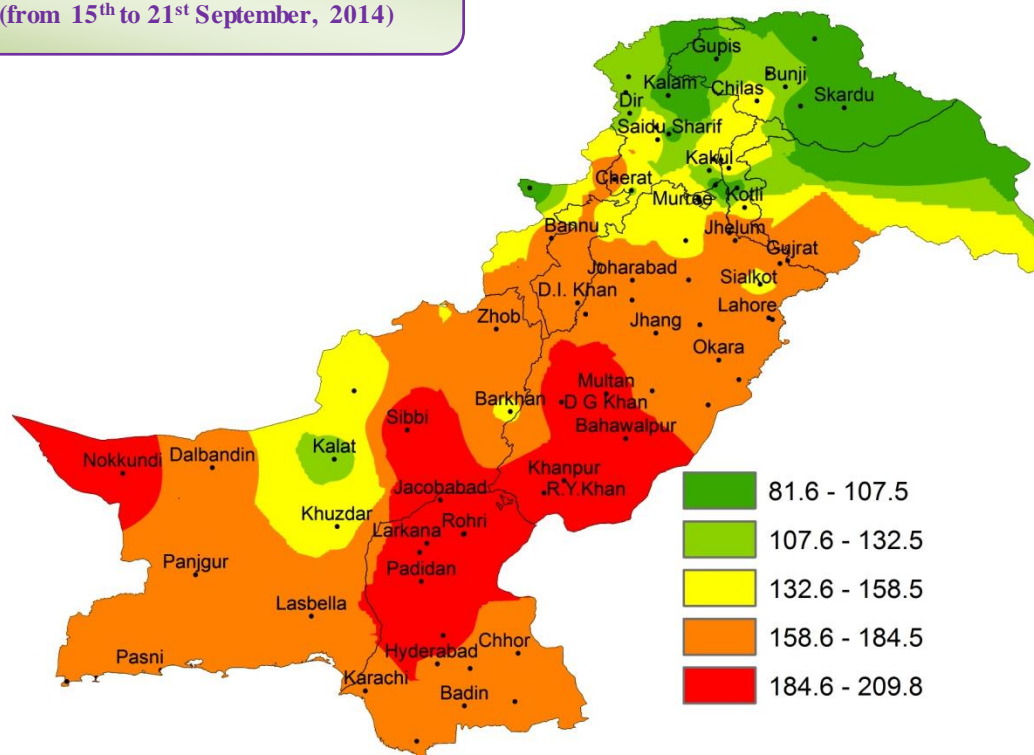 (from 15th to 21st September, 2014)
Gupis
Bunji
Kalam
Chilas
Skardu
Dir
Saidu Sharif
Kakul
Cherat
Murree
Kotli
Bannu
Jhelum
Gujrat
Joharabad
Sialkot
D.I. Khan
Lahore
Zhob
Jhang
Okara
Multan
Barkhan
D G Khan
Sibbi
Bahawalpur
Kalat
Dalbandin
Nokkundi
Khanpur
R.Y.Khan
Jacobabad
Khuzdar
Rohri
Larkana
Padidan
Panjgur
Lasbella
Chhor
Hyderabad
Pasni
Karachi
Badin
81.6 - 107.5
107.6 - 132.5
132.6 - 158.5
158.6 - 184.5
184.6 - 209.8